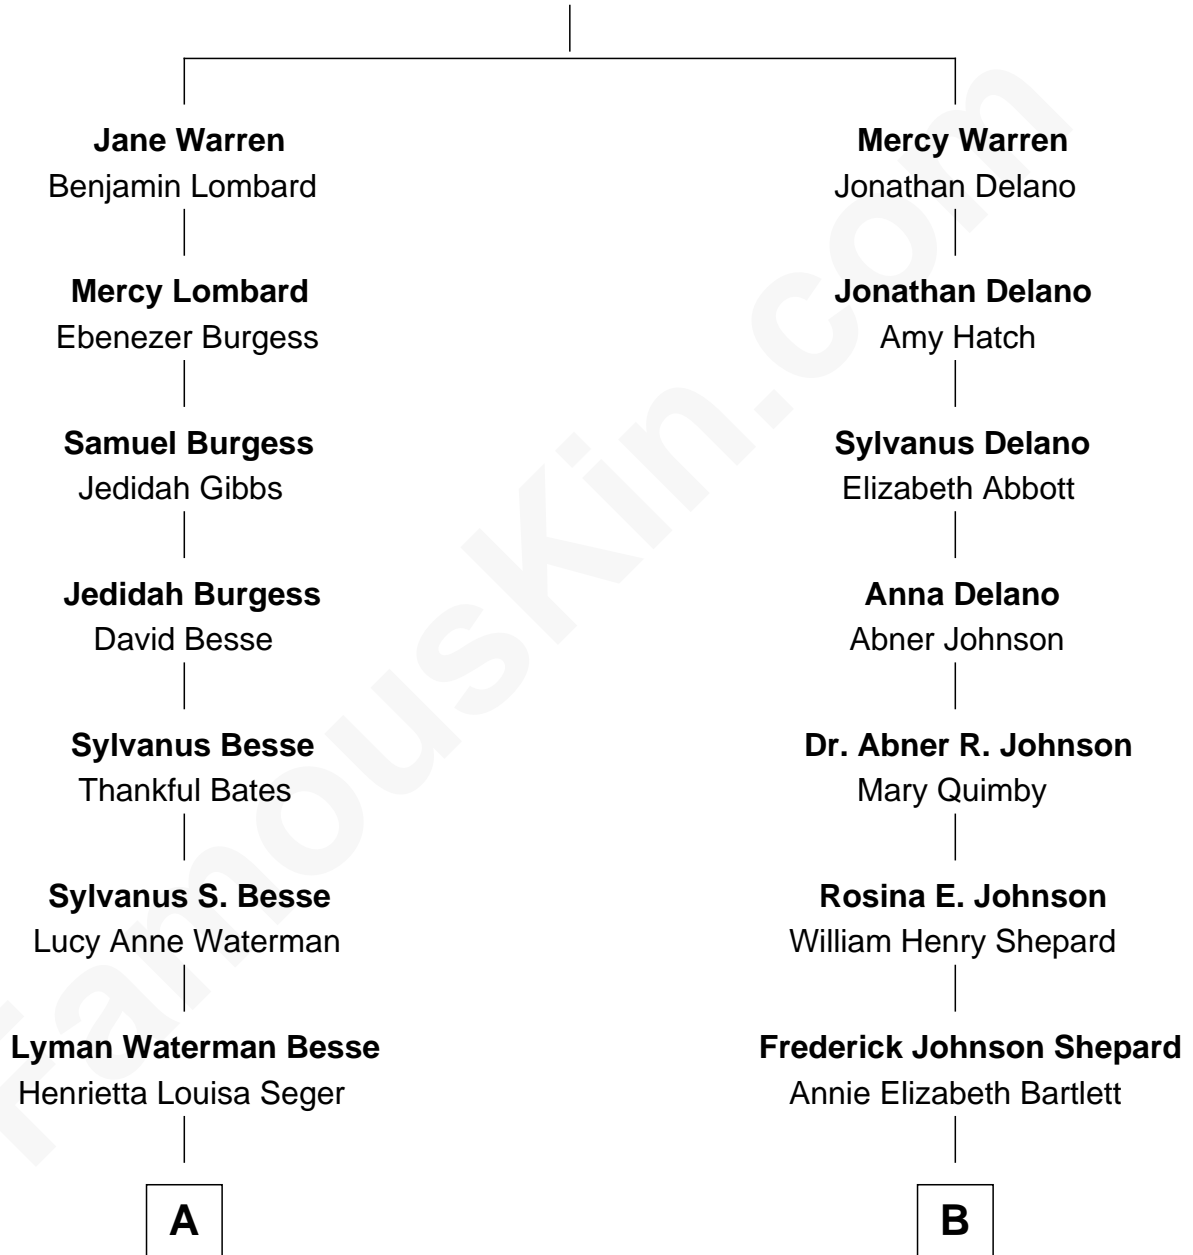 Jane Warren
Benjamin Lombard
Mercy Lombard
Ebenezer Burgess
Samuel Burgess
Jedidah Gibbs
Jedidah Burgess
David Besse
Sylvanus Besse
Thankful Bates
Sylvanus S. Besse
Lucy Anne Waterman
Lyman Waterman Besse
Henrietta Louisa Seger
A
Mercy Warren
Jonathan Delano
Jonathan Delano
Amy Hatch
Sylvanus Delano
Elizabeth Abbott
Anna Delano
Abner Johnson
Dr. Abner R. Johnson
Mary Quimby
Rosina E. Johnson
William Henry Shepard
Frederick Johnson Shepard
Annie Elizabeth Bartlett
B
FamousKin.com